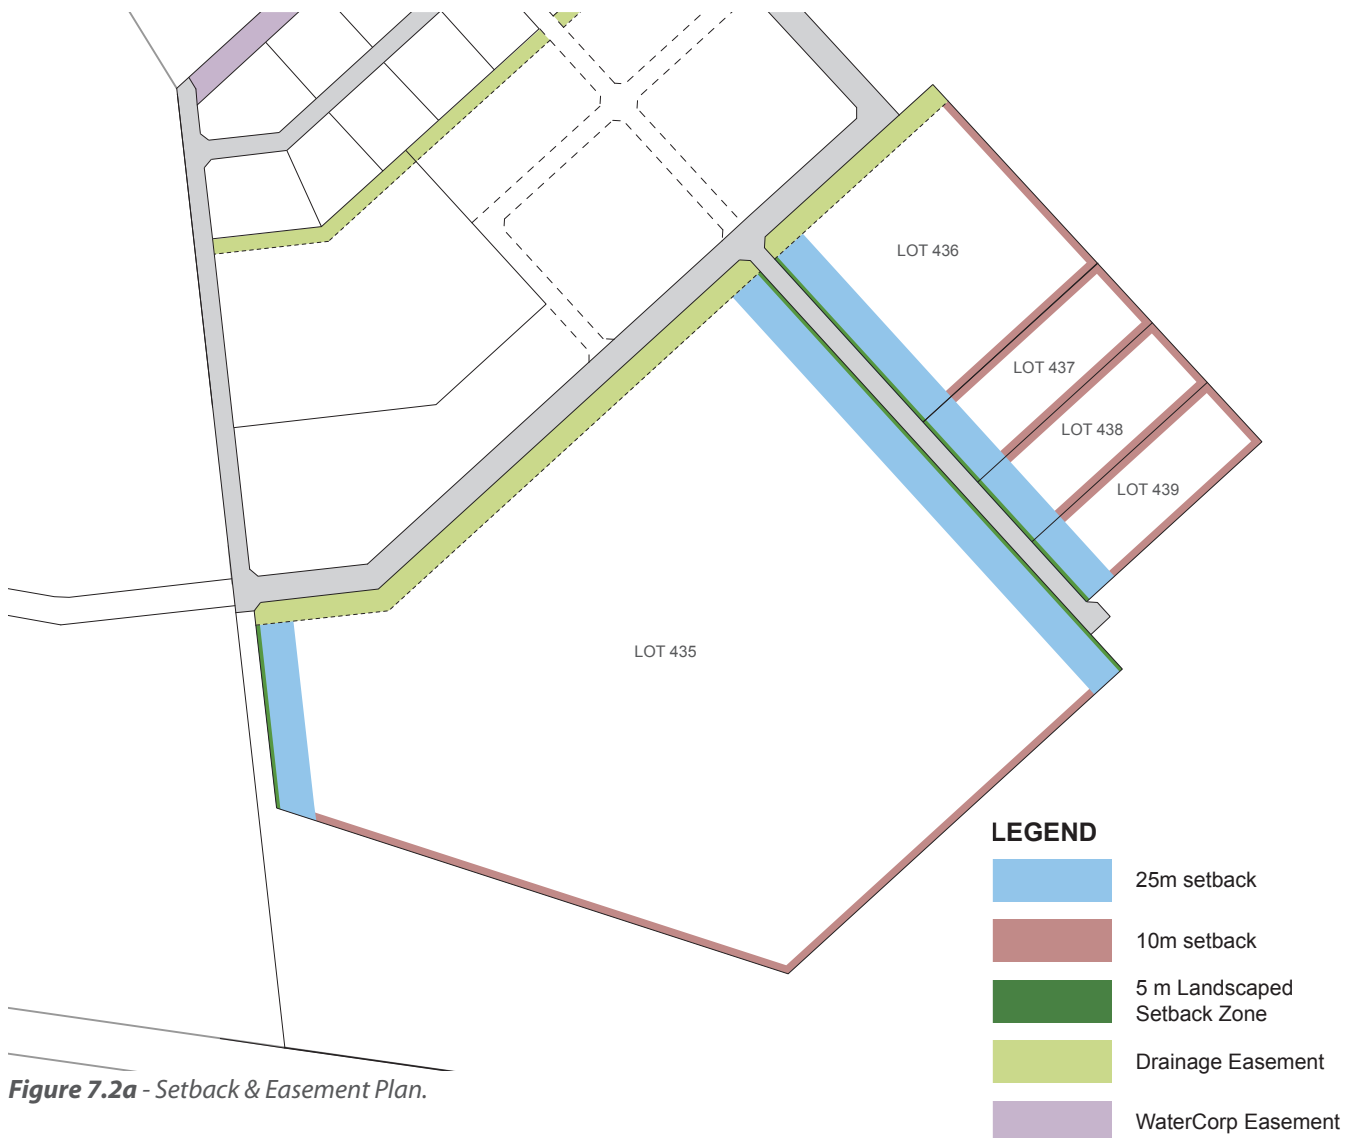 LOT 436
LOT 437
LOT 438
LOT 439
LOT 435
LEGEND
25m setback
10m setback
5 m Landscaped
Setback Zone
Drainage Easement
WaterCorp Easement
Figure 7.2a - Setback & Easement Plan.